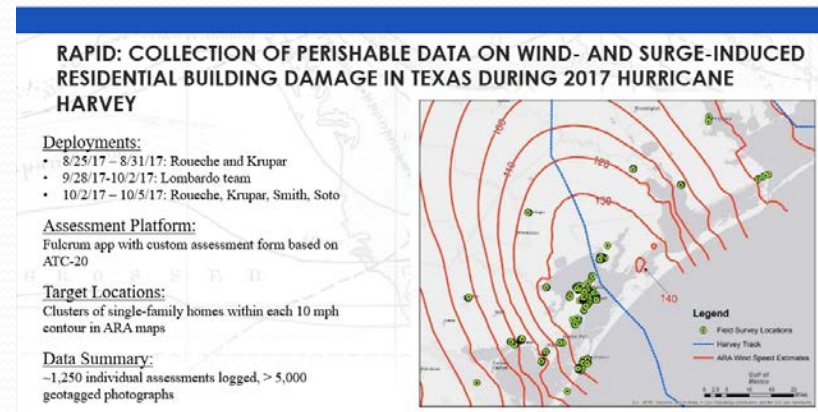 RAPID: COLLECTION OF PERISHABLE DATA ON WIND- AND SURGE-INDUCED
RESIDENTIAL BUILDING DAMAGE IN TEXAS DURING 2017 HURRICANE
HARVEY
Deployments:
• 8/25/17 – 8/31/17: Roueche and Krupar
• 9/28/17-10/2/17: Lombardo team
• 10/2/17 – 10/5/17: Roueche, Krupar, Smith, Soto
Assessment Platform:
Fulcrum app with custom assessment form based on
ATC-20
Target Locations:
Clusters of single-family homes within each 10 mph
contour in ARA maps
Data Summary:
~1,250 individual assessments logged, > 5,000
geotagged photographs
100
110
120
130
140
Legend
Field Survey Locations
Harvey Track
ARA Wind Speed Estimates
Gulf of
Mexico